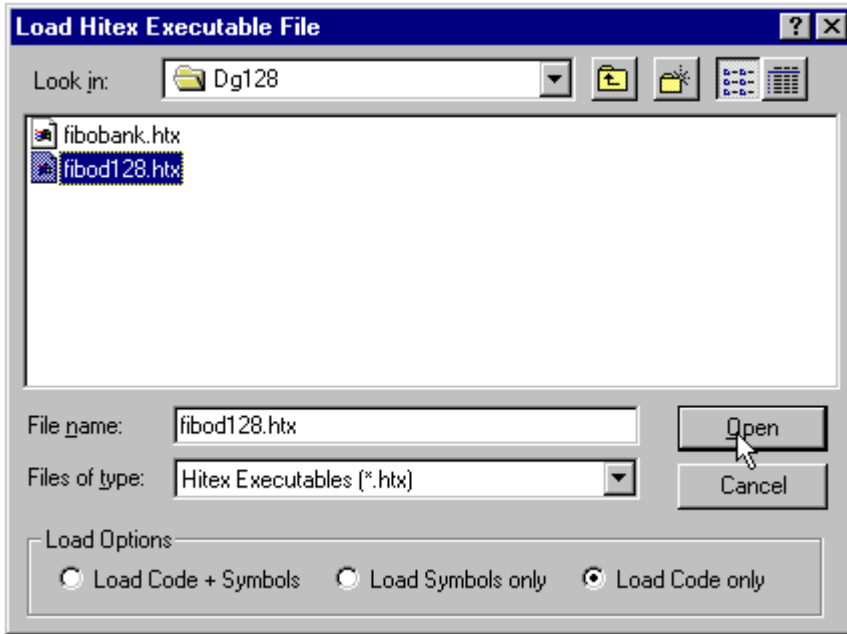 Load Hitex Executable File
Look in: Dg128
fibobank.htx
fibod128.htx
File name: fibod128.htx Open
Files of type: Hitex Executables (*.htx) Cancel
Load Options
Load Code + Symbols Load Symbols only Load Code only